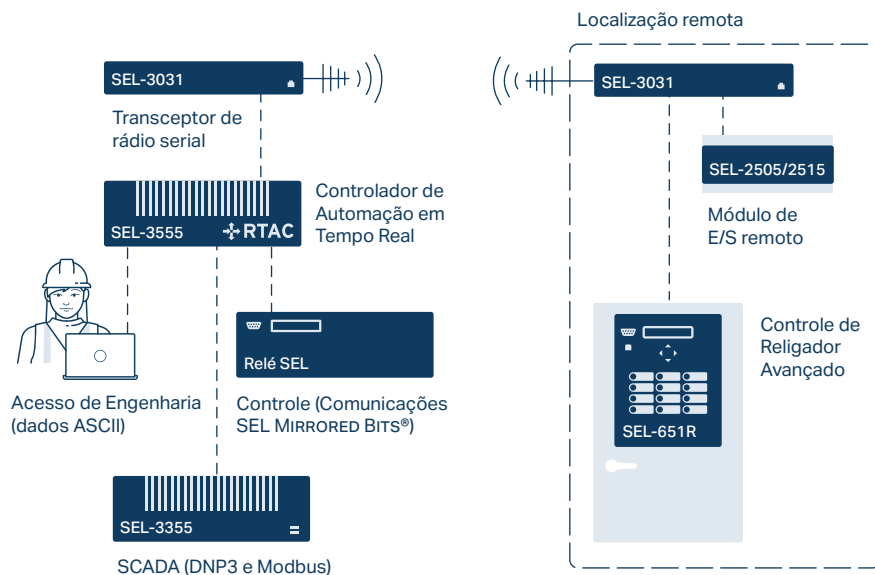 Localização remota
SEL-3031
Transceptor de
rádio serial
SEL-3031
SEL-2505/2515
Módulo de
E/S remoto
SEL-3555
RTAC
Controlador de
Automação em
Tempo Real
Relé SEL
Acesso de Engenharia
(dados ASCII)
Controle (Comunicações
SEL MIRRORED BITS®)
SEL-651R
Controle de
Religador
Avançado
SEL-3355
SCADA (DNP3 e Modbus)